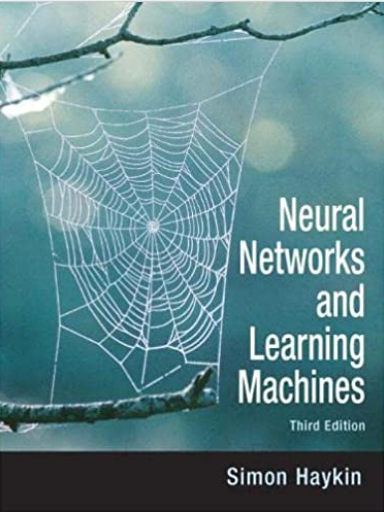 Neural
Networks
and
Learning
Machines
Third Edition
Simon Haykin